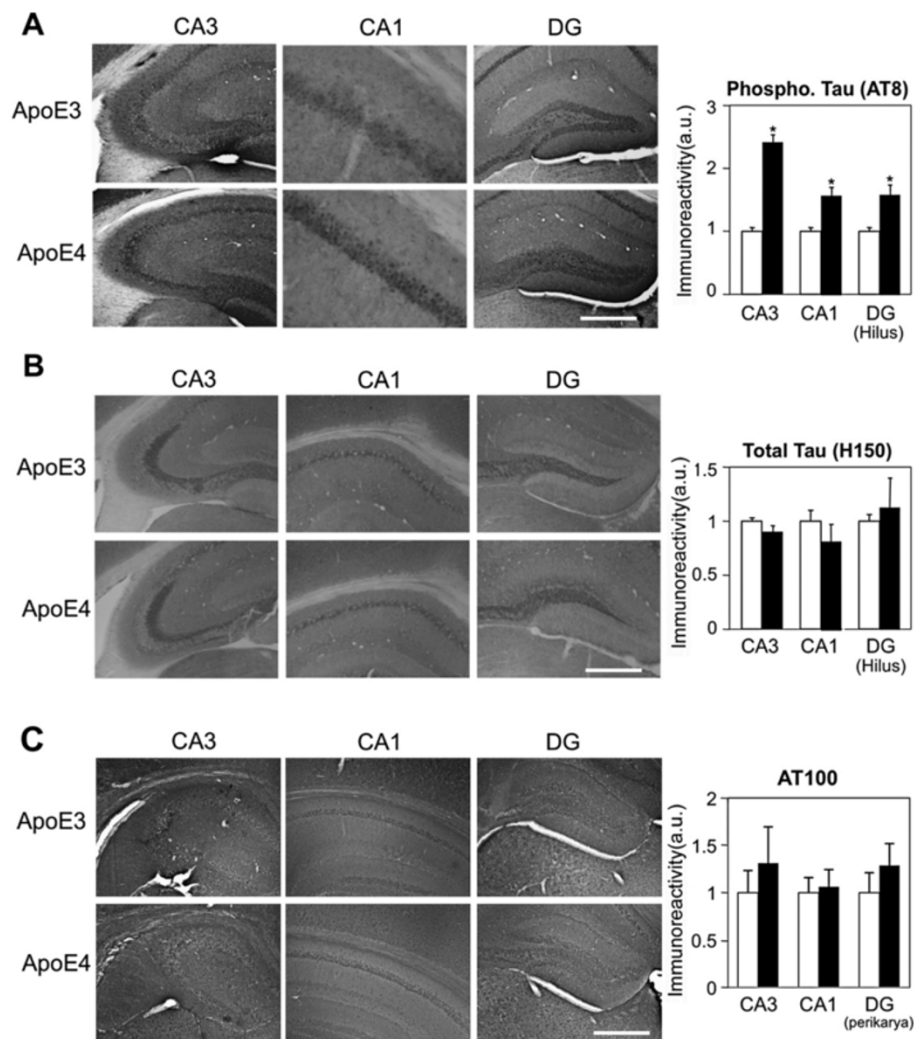 A
CA3 CA1 DG
ApoE3
ApoE4
Phospho. Tau (AT8)
Immunoreactivity(a.u.)
3
2
1
0
* * *
CA3 CA1 DG
(Hilus)
B
CA3 CA1 DG
ApoE3
ApoE4
Total Tau (H150)
Immunoreactivity(a.u.)
1.5
1
0.5
0
CA3 CA1 DG
(Hilus)
C
CA3 CA1 DG
ApoE3
ApoE4
AT100
Immunoreactivity(a.u.)
2
1.5
1
0.5
0
CA3 CA1 DG
(perikarya)